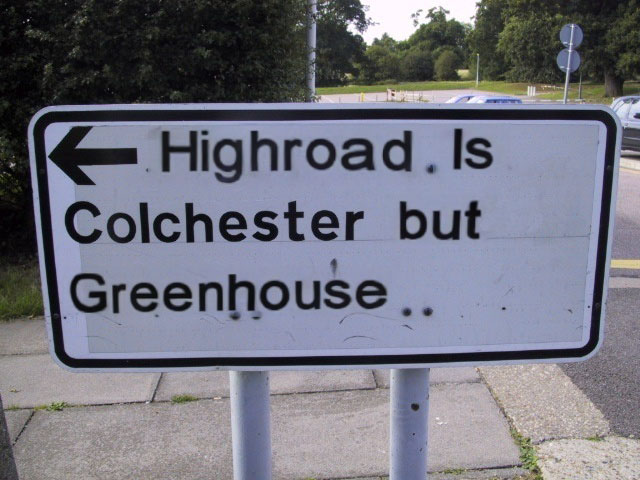 Highroad Is
Colchester but
Greenhouse